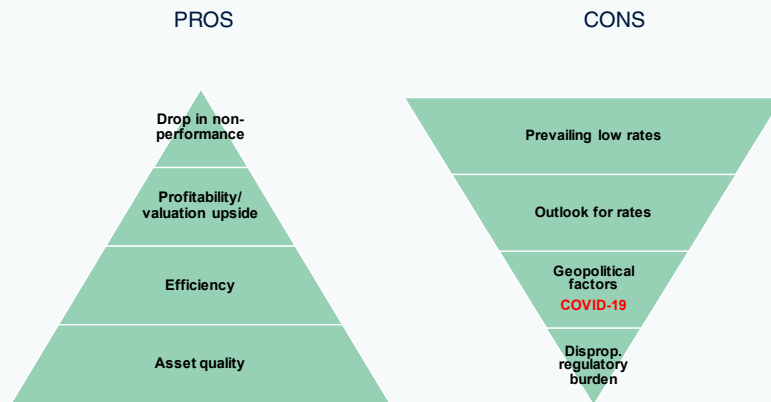 PROS
Drop in non-
performance
Profitability/
valuation upside
Efficiency
Asset quality
CONS
Prevailing low rates
Outlook for rates
Geopolitical
factors
COVID-19
Disprop.
regulatory
burden